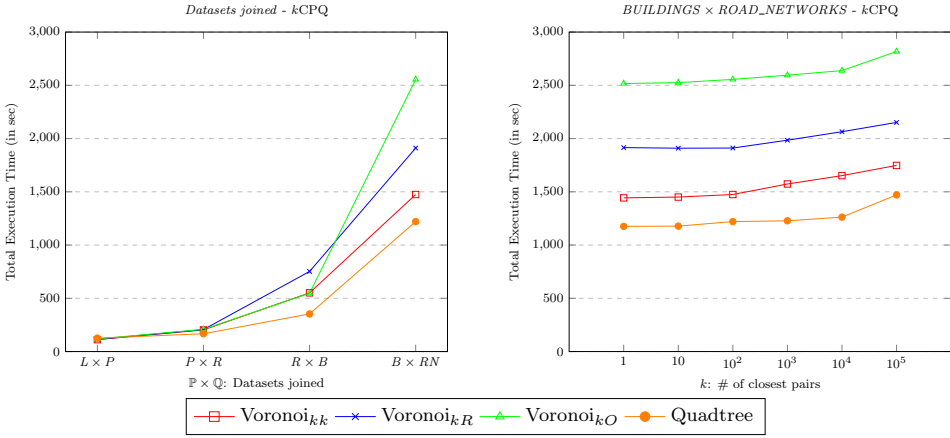 Datasets joined - kCPQ
Total Execution Time (in sec)
3,000
2,500
2,000
1,500
1,000
500
0
L × P
P × R
R × B
B × RN
ℙ × ℚ: Datasets joined
BUILDINGS × ROAD_NETWORKS - kCPQ
Total Execution Time (in sec)
3,000
2,500
2,000
1,500
1,000
500
0
1
10
10²
10³
10⁴
10⁵
k: # of closest pairs
Voronoi_kk Voronoi_kR Voronoi_kO Quadtree